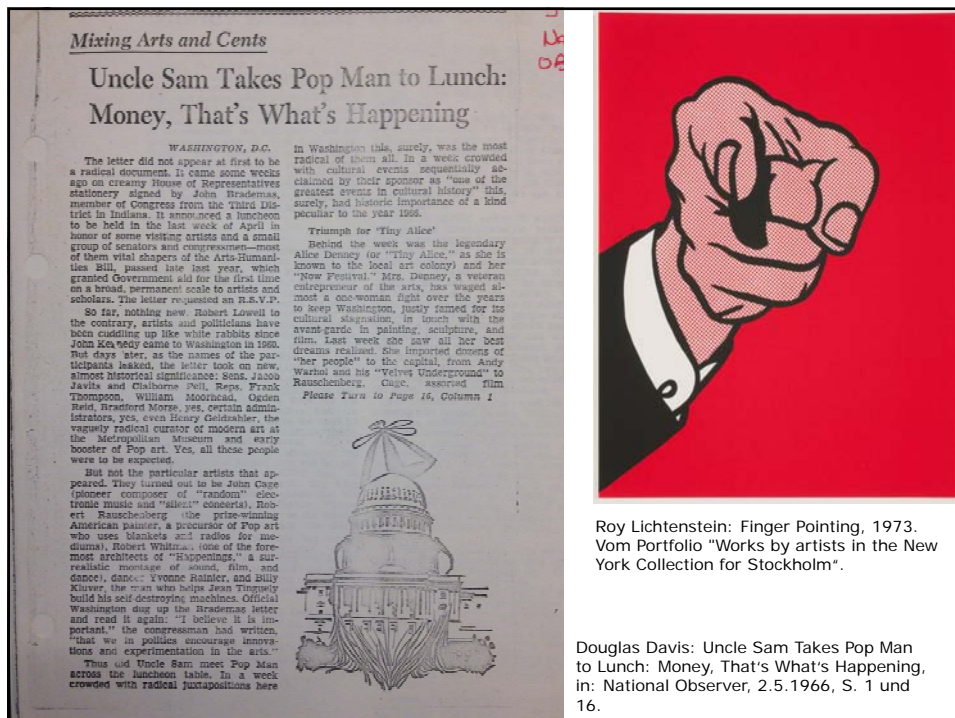 Mixing Arts and Cents
Uncle Sam Takes Pop Man to Lunch:
Money, That's What's Happening
WASHINGTON, D.C.
The letter did not appear at first to be
a radical document. It came some weeks
ago on creamy House of Representatives
stationery signed by John Brademas,
member of Congress from the Third Dis-
trict in Indiana. It announced a luncheon
to be held in the last week of April in
honor of some visiting artists and a small
group of senators and congressmen—most
of them vital shapers of the Arts-Humani-
ties Bill, passed late last year, which
granted Government aid for the first time
on a broad, permanent scale to artists and
scholars. The letter requested an R.S.V.P.
So far, nothing new. Robert Lowell to
the contrary, artists and politicians have
been cuddling up like white rabbits since
John Kennedy came to Washington in 1960.
But days later, as the names of the par-
ticipants leaked, the letter took on new,
almost historical significance: Sens. Jacob
Javits and Claiborne Pell, Reps. Frank
Thompson, William Moorhead, Ogden
Reid, Bradford Morse, yes, certain admin-
istrators, yes, even Henry Geldzahler, the
vaguely radical curator of modern art at
the Metropolitan Museum and early
booster of Pop art. Yes, all these people
were to be expected.
But not the particular artists that ap-
peared. They turned out to be John Cage
(pioneer composer of "random" elec-
tronic music and "silent" concerts), Rob-
ert Rauschenberg (the prize-winning
American painter, a precursor of Pop art
who uses blankets and radios for me-
diums), Robert Whitman (one of the fore-
most architects of "Happenings," a sur-
realistic montage of sound, film, and
dance), dancer Yvonne Rainier, and Billy
Kluver, the man who helps Jean Tinguely
build his self-destroying machines. Official
Washington dug up the Brademas letter
and read it again: "I believe it is im-
portant," the congressman had written,
"that we in politics encourage innova-
tions and experimentation in the arts."
Thus did Uncle Sam meet Pop Man
across the luncheon table. In a week
crowded with radical juxtapositions here
in Washington this, surely, was the most
radical of them all. In a week crowded
with cultural events sequentially ac-
claimed by their sponsor as "one of the
greatest events in cultural history" this,
surely, had historic importance of a kind
peculiar to the year 1966.
Triumph for 'Tiny Alice'
Behind the week was the legendary
Alice Denney (or "Tiny Alice," as she is
known to the local art colony) and her
"Now Festival." Mrs. Denney, a veteran
entrepreneur of the arts, has waged al-
most a one-woman fight over the years
to keep Washington, justly famed for its
cultural stagnation, in touch with the
avant-garde in painting, sculpture, and
film. Last week she saw all her best
dreams realized. She imported dozens of
"her people" to the capital, from Andy
Warhol and his "Velvet Underground" to
Rauschenberg, Cage, assorted film
Please Turn to Page 16, Column 1
Roy Lichtenstein: Finger Pointing, 1973.
Vom Portfolio "Works by artists in the New
York Collection for Stockholm“.
Douglas Davis: Uncle Sam Takes Pop Man
to Lunch: Money, That‘s What‘s Happening,
in: National Observer, 2.5.1966, S. 1 und
16.